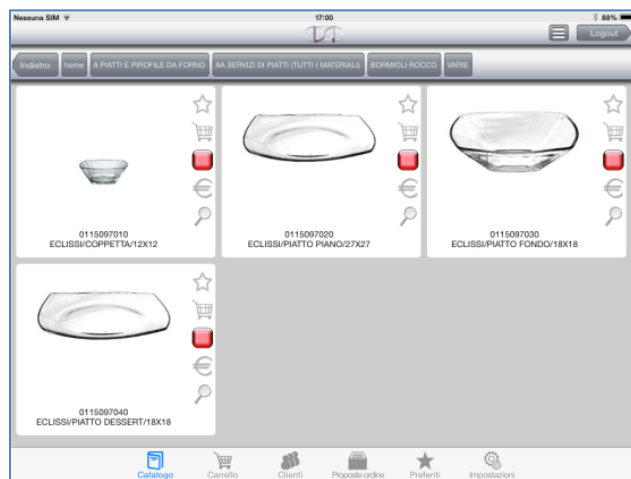 Nessuna SIM 17:00 88%
Logout
Indietro home A PIATTI E PIROFILE DA FORNO AA SERVIZI DI PIATTI (TUTTI I MATERIALI) BORMIOLI ROCCO VARIE
0115097010 0115097020 0115097030
ECLISSI/COPPETTA/12X12 ECLISSI/PIATTO PIANO/27X27 ECLISSI/PIATTO FONDO/18X18
0115097040
ECLISSI/PIATTO DESSERT/18X18
Catalogo Carrello Clienti Proposte ordine Preferiti Impostazioni